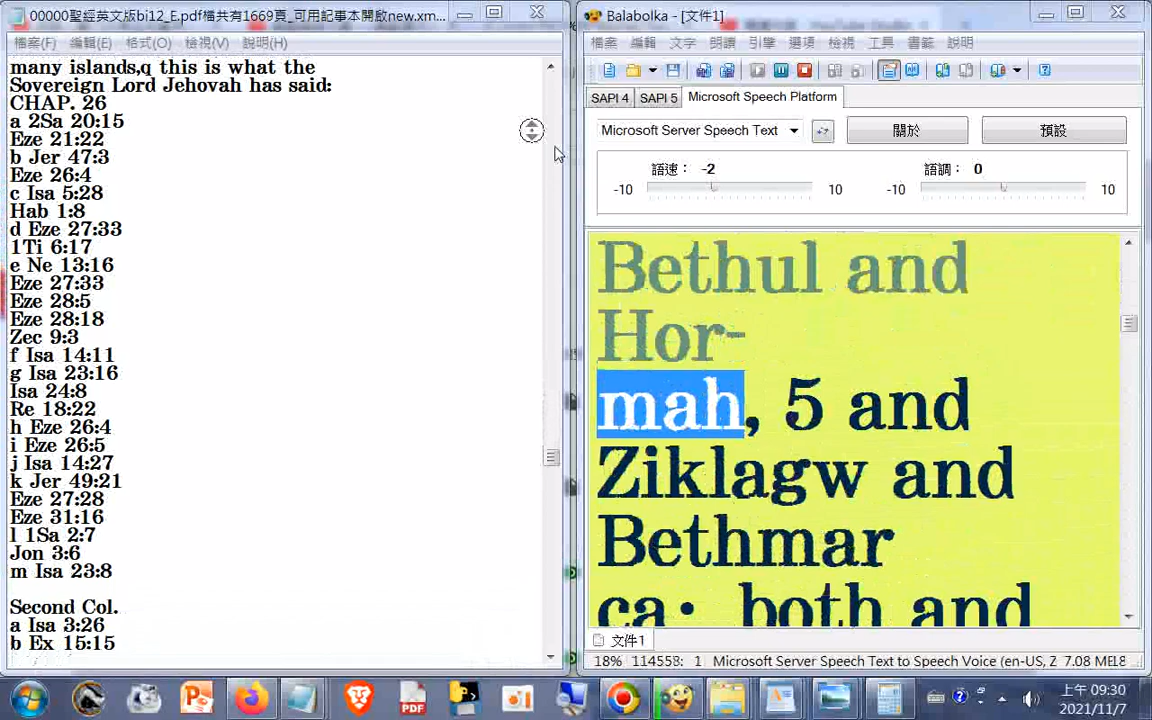 00000聖經英文版bi12_E.pdf檔共有1669頁_可用記事本開啟new.xm...
檔案(F) 編輯(E) 格式(O) 檢視(V) 說明(H)
many islands,q this is what the
Sovereign Lord Jehovah has said:
CHAP. 26
a 2Sa 20:15
Eze 21:22
b Jer 47:3
Eze 26:4
c Isa 5:28
Hab 1:8
d Eze 27:33
1Ti 6:17
e Ne 13:16
Eze 27:33
Eze 28:5
Eze 28:18
Zec 9:3
f Isa 14:11
g Isa 23:16
Isa 24:8
Re 18:22
h Eze 26:4
i Eze 26:5
j Isa 14:27
k Jer 49:21
Eze 27:28
Eze 31:16
l 1Sa 2:7
Jon 3:6
m Isa 23:8
Second Col.
a Isa 3:26
b Ex 15:15
Balabolka - [文件1]
檔案 編輯 文字 朗讀 引擎 選項 檢視 工具 書籤 說明
SAPI 4 SAPI 5 Microsoft Speech Platform
Microsoft Server Speech Text 關於 預設
語速： -2 語調： 0
-10 10 -10 10
Bethul and
Hor-
mah, 5 and
Ziklagw and
Bethmar
ca· both and
文件1
18% 114558: 1 Microsoft Server Speech Text to Speech Voice (en-US, Z 7.08 MEL8
PDF
上午 09:30
2021/11/7